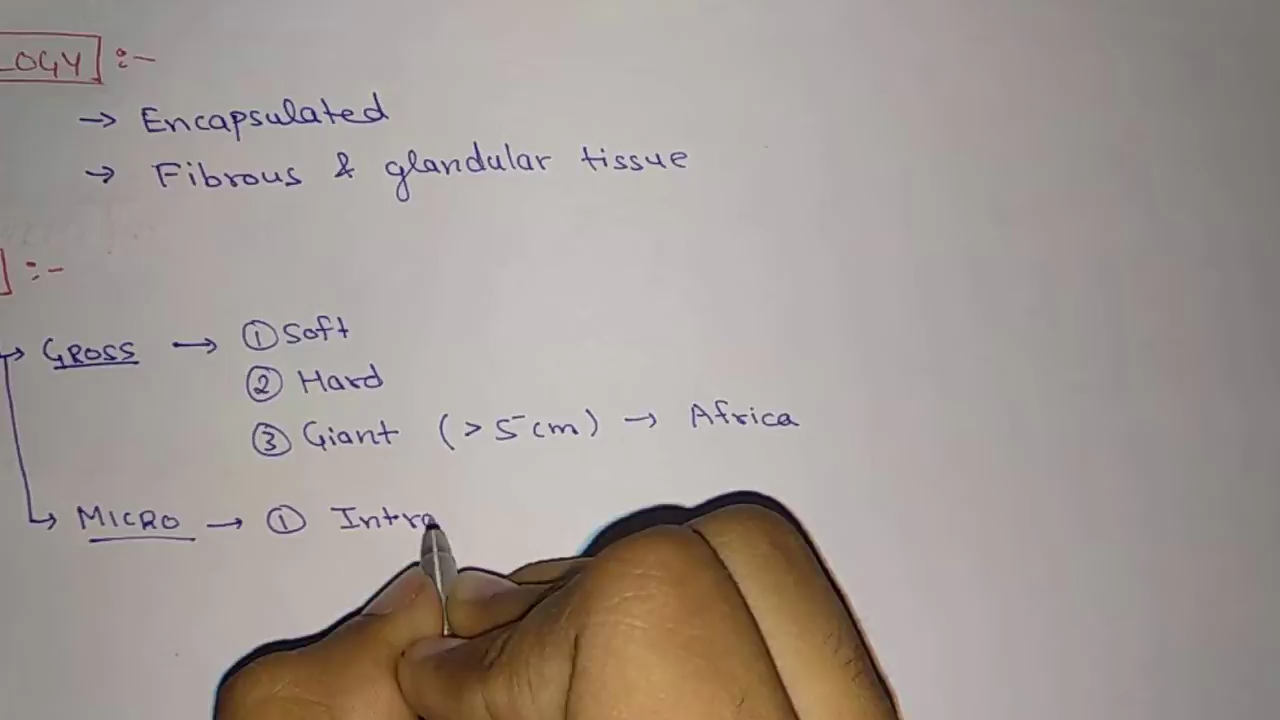 LOGY :-
→ Encapsulated
→ Fibrous & glandular tissue
:-
→ GROSS → ① Soft
② Hard
③ Giant (> 5 cm) → Africa
→ MICRO → ① Intra